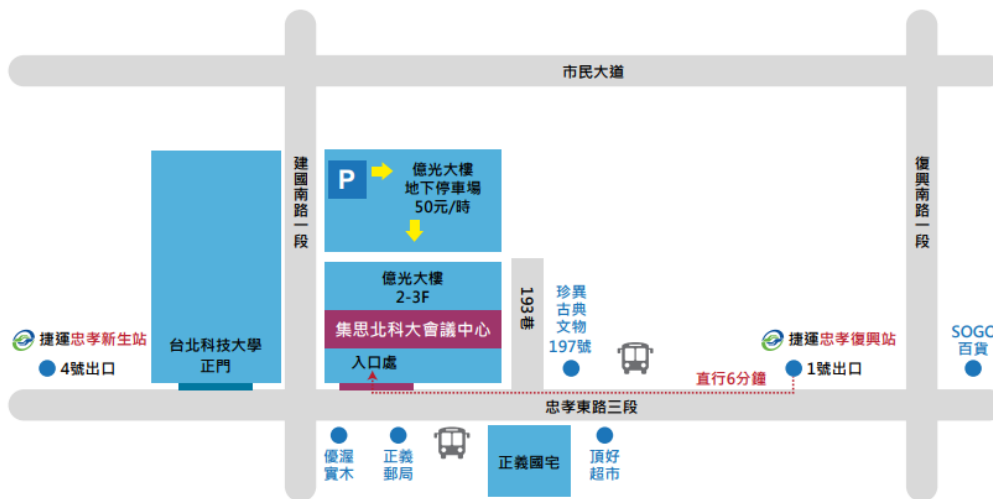 市民大道
建國南路一段
復興南路一段
P
億光大樓
地下停車場
50元/時
億光大樓
2-3F
集思北科大會議中心
入口處
193巷
珍異
古典
文物
197號
捷運忠孝新生站
4號出口
台北科技大學
正門
捷運忠孝復興站
1號出口
SOGO
百貨
直行6分鐘
忠孝東路三段
優渥
實木
正義
郵局
正義國宅
頂好
超市